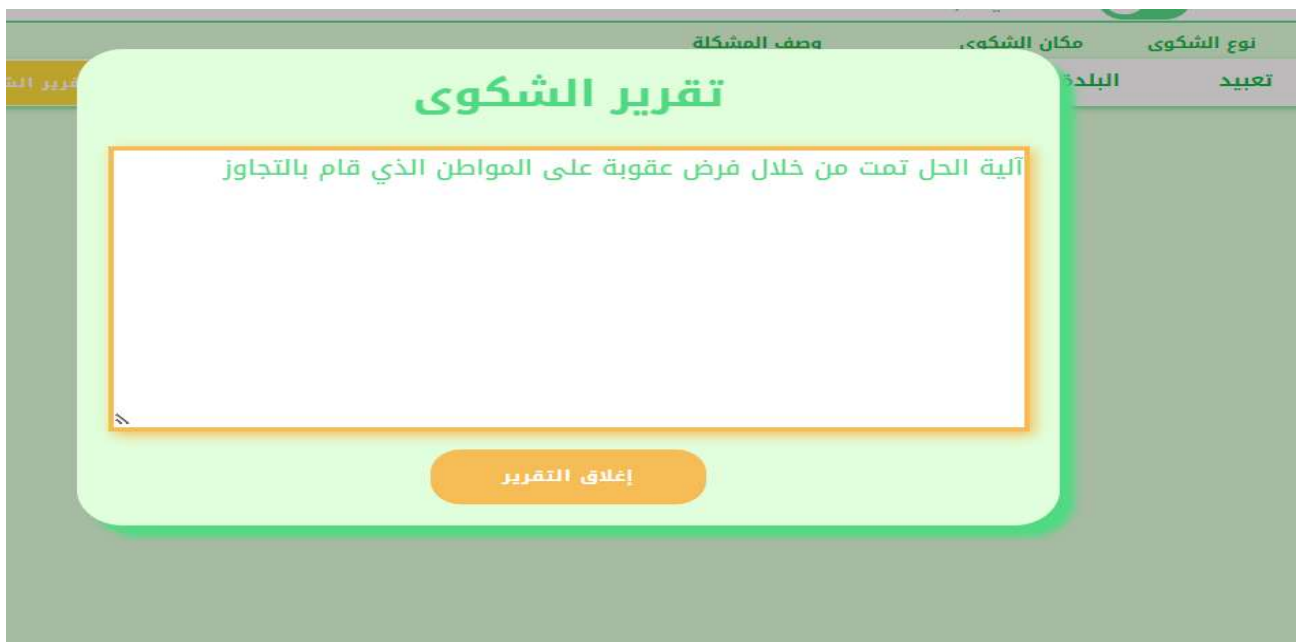 نوع الشكوى مكان الشكوى وصف المشكلة
تعبيد البلدة
تقرير الشكوى
آلية الحل تمت من خلال فرض عقوبة على المواطن الذي قام بالتجاوز
إغلاق التقرير